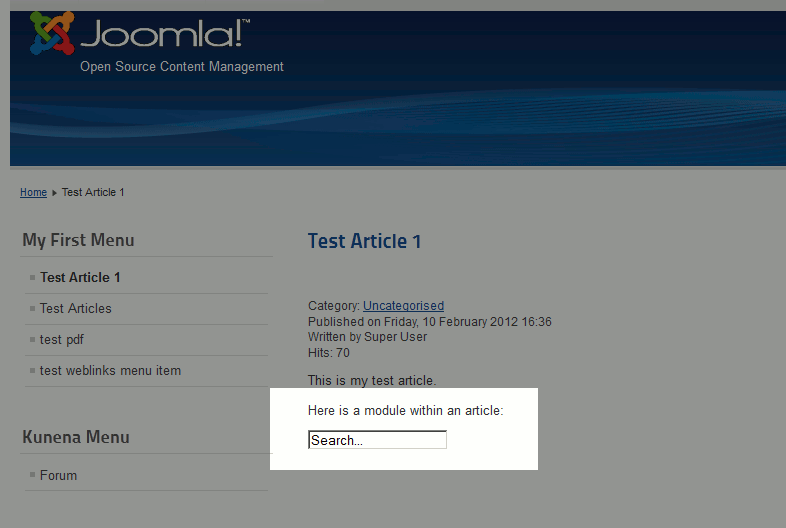 Joomla!™
Open Source Content Management
Home Test Article 1
My First Menu
Test Article 1
Test Articles
test pdf
test weblinks menu item
Kunena Menu
Forum
Test Article 1
Category: Uncategorised
Published on Friday, 10 February 2012 16:36
Written by Super User
Hits: 70
This is my test article.
Here is a module within an article:
Search...